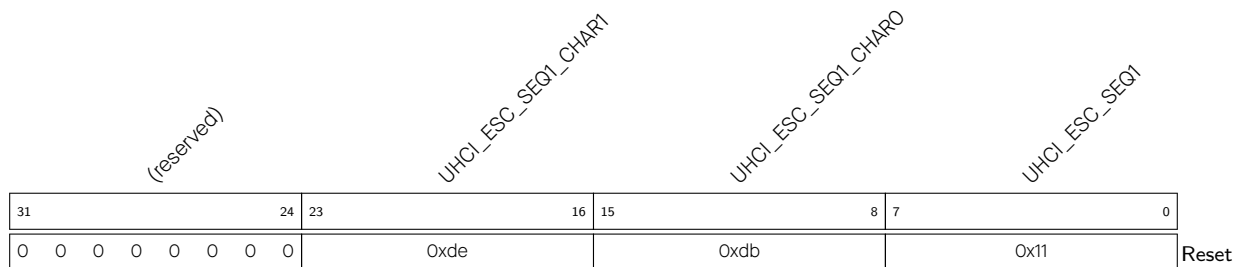 (reserved) UHCI_ESC_SEQ1_CHAR1 UHCI_ESC_SEQ1_CHAR0 UHCI_ESC_SEQ1
31 24 23 16 15 8 7 0
0 0 0 0 0 0 0 0 0xde 0xdb 0x11 Reset